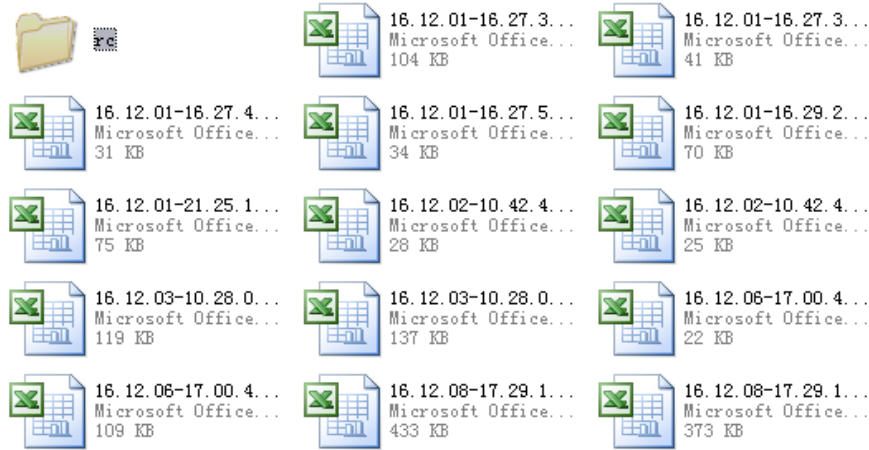 rc
16.12.01-16.27.3...
Microsoft Office...
104 KB
16.12.01-16.27.3...
Microsoft Office...
41 KB
16.12.01-16.27.4...
Microsoft Office...
31 KB
16.12.01-16.27.5...
Microsoft Office...
34 KB
16.12.01-16.29.2...
Microsoft Office...
70 KB
16.12.01-21.25.1...
Microsoft Office...
75 KB
16.12.02-10.42.4...
Microsoft Office...
28 KB
16.12.02-10.42.4...
Microsoft Office...
25 KB
16.12.03-10.28.0...
Microsoft Office...
119 KB
16.12.03-10.28.0...
Microsoft Office...
137 KB
16.12.06-17.00.4...
Microsoft Office...
22 KB
16.12.06-17.00.4...
Microsoft Office...
109 KB
16.12.08-17.29.1...
Microsoft Office...
433 KB
16.12.08-17.29.1...
Microsoft Office...
373 KB